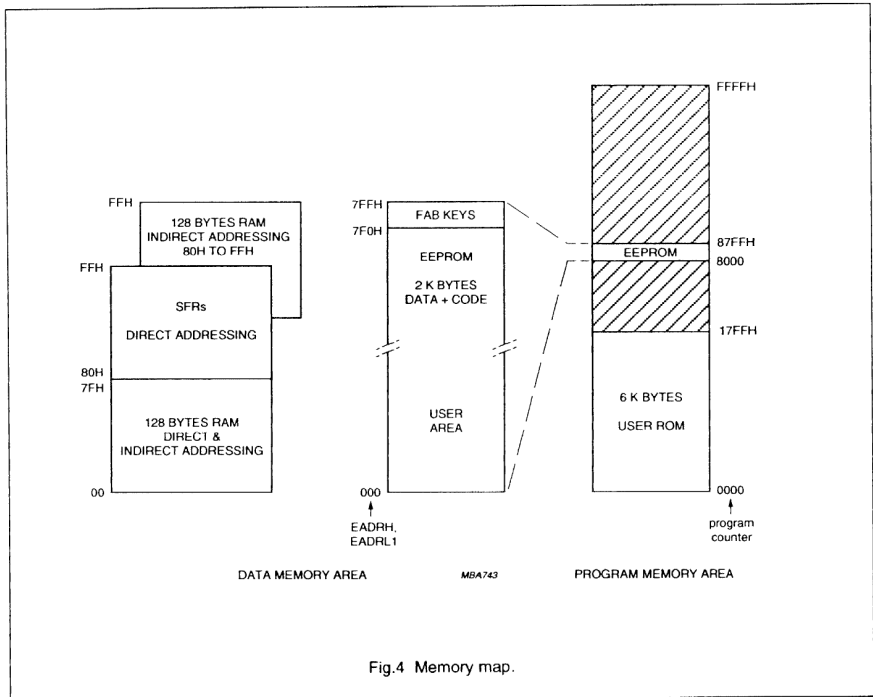 FFH
128 BYTES RAM
INDIRECT ADDRESSING
80H TO FFH
FFH
SFRs
DIRECT ADDRESSING
80H
7FH
128 BYTES RAM
DIRECT &
INDIRECT ADDRESSING
00
7FFH
FAB KEYS
7F0H
EEPROM
2 K BYTES
DATA + CODE
USER
AREA
000
EADRH,
EADRL1
FFFFH
87FFH
EEPROM
8000
17FFH
6 K BYTES
USER ROM
0000
program
counter
DATA MEMORY AREA
MBA743
PROGRAM MEMORY AREA
Fig.4 Memory map.